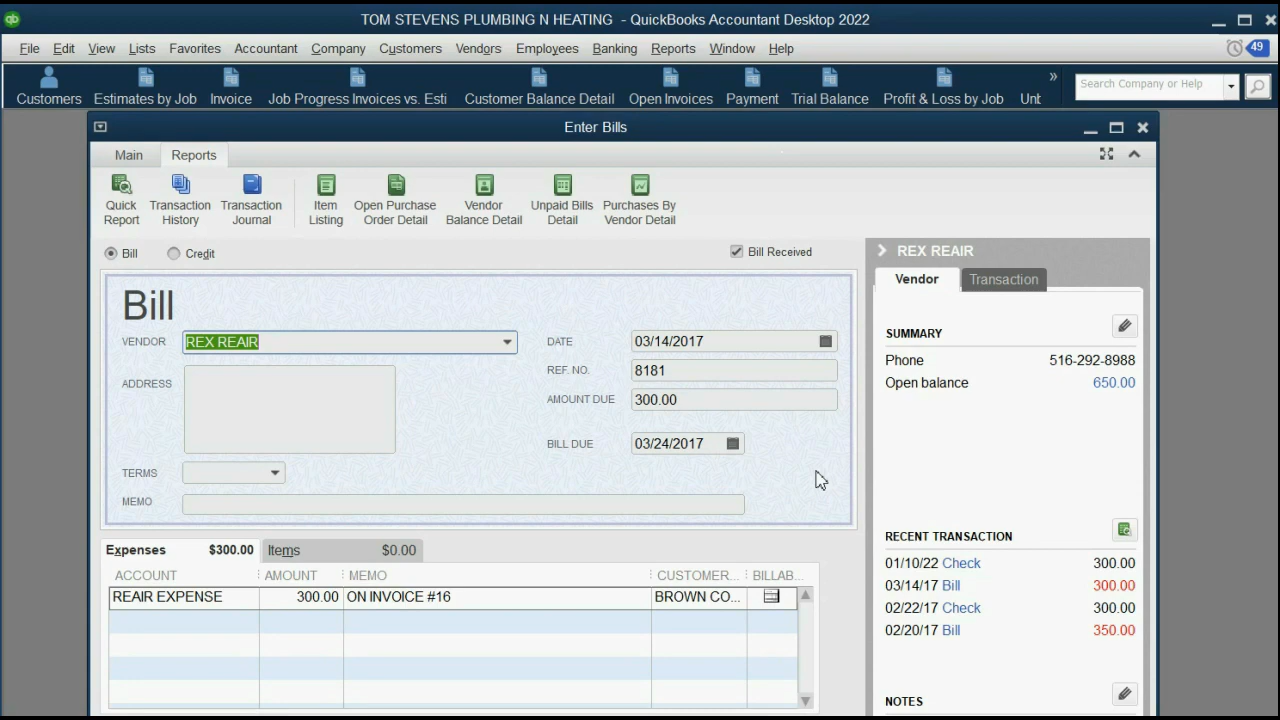 TOM STEVENS PLUMBING N HEATING - QuickBooks Accountant Desktop 2022
File Edit View Lists Favorites Accountant Company Customers Vendors Employees Banking Reports Window Help
49
Customers Estimates by Job Invoice Job Progress Invoices vs. Esti Customer Balance Detail Open Invoices Payment Trial Balance Profit & Loss by Job Unt
Search Company or Help
Enter Bills
Main Reports
Quick Report
Transaction History
Transaction Journal
Item Listing
Open Purchase Order Detail
Vendor Balance Detail
Unpaid Bills Detail
Purchases By Vendor Detail
Bill Credit Bill Received
Bill
VENDOR REX REAIR
DATE 03/14/2017
ADDRESS
REF. NO. 8181
AMOUNT DUE 300.00
BILL DUE 03/24/2017
TERMS
MEMO
Expenses $300.00 Items $0.00
ACCOUNT AMOUNT MEMO CUSTOMER... BILLAB...
REAIR EXPENSE 300.00 ON INVOICE #16 BROWN CO...
REX REAIR
Vendor Transaction
SUMMARY
Phone 516-292-8988
Open balance 650.00
RECENT TRANSACTION
01/10/22 Check 300.00
03/14/17 Bill 300.00
02/22/17 Check 300.00
02/20/17 Bill 350.00
NOTES